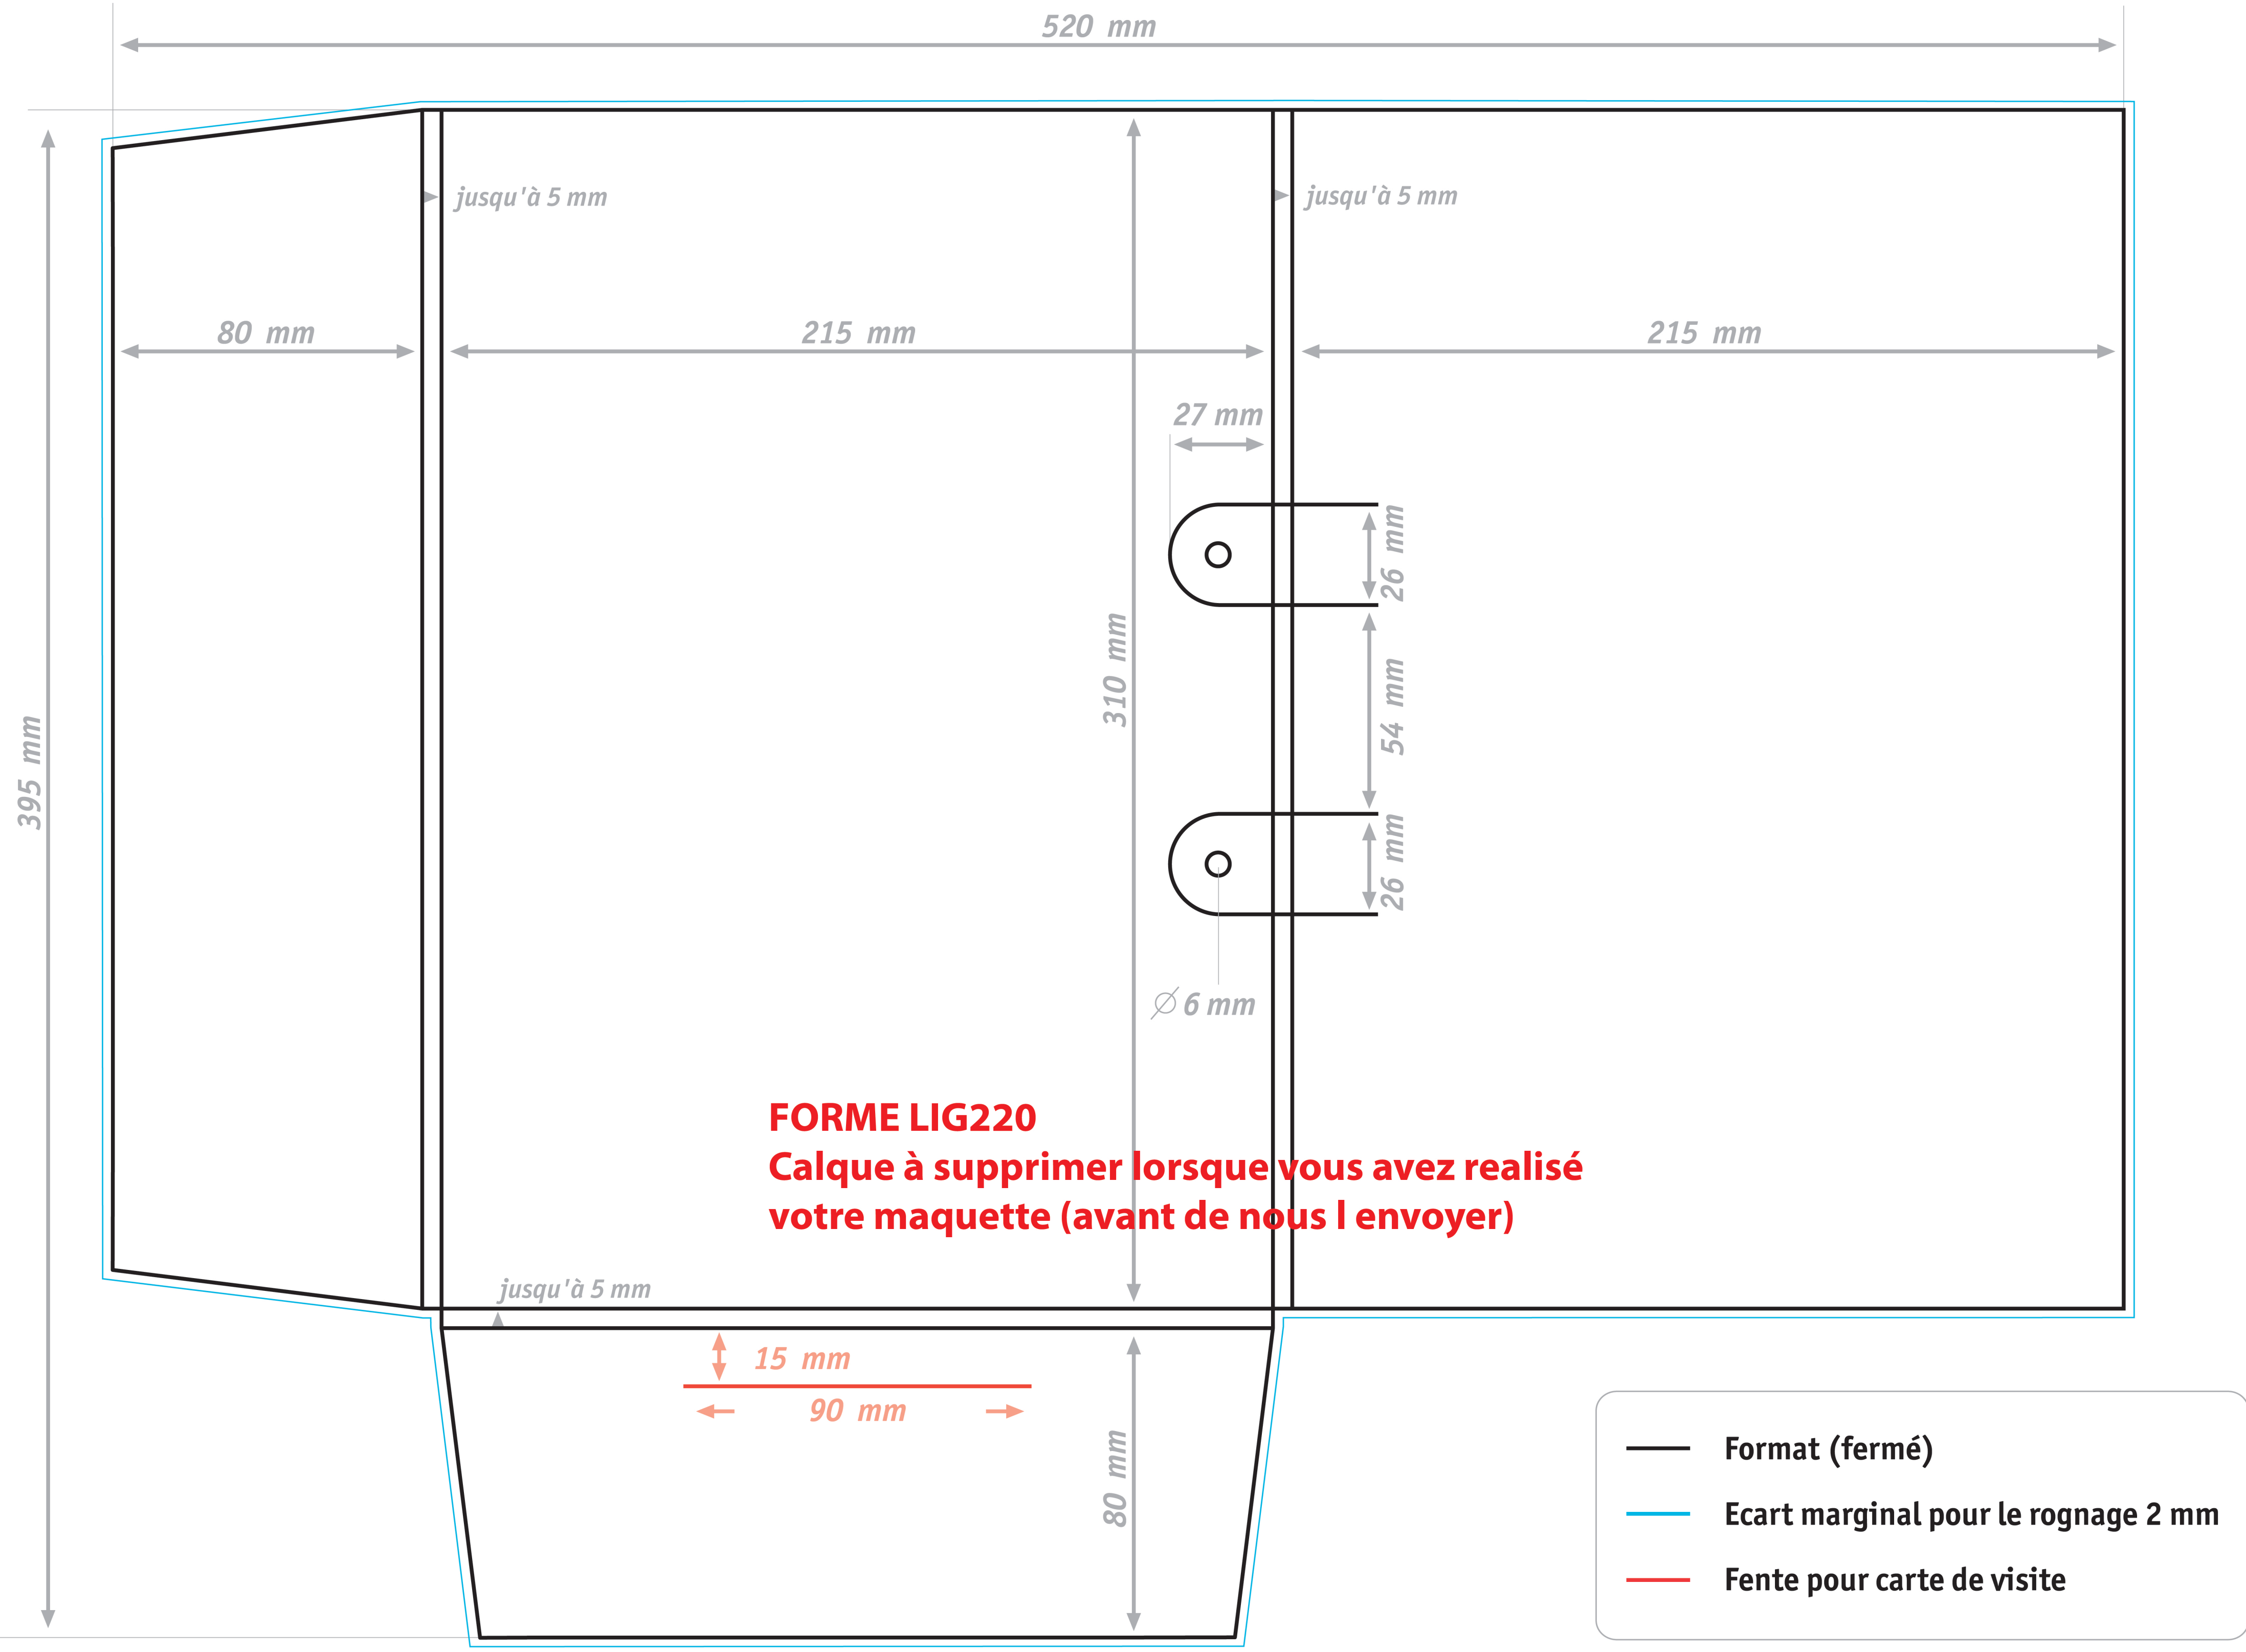 520 mm
jusqu'à 5 mm
jusqu'à 5 mm
80 mm
215 mm
215 mm
27 mm
26 mm
310 mm
54 mm
395 mm
26 mm
6 mm
FORME LIG220
Calque à supprimer lorsque vous avez realisé
votre maquette (avant de nous l envoyer)
jusqu'à 5 mm
15 mm
90 mm
80 mm
Format (fermé)
Ecart marginal pour le rognage 2 mm
Fente pour carte de visite